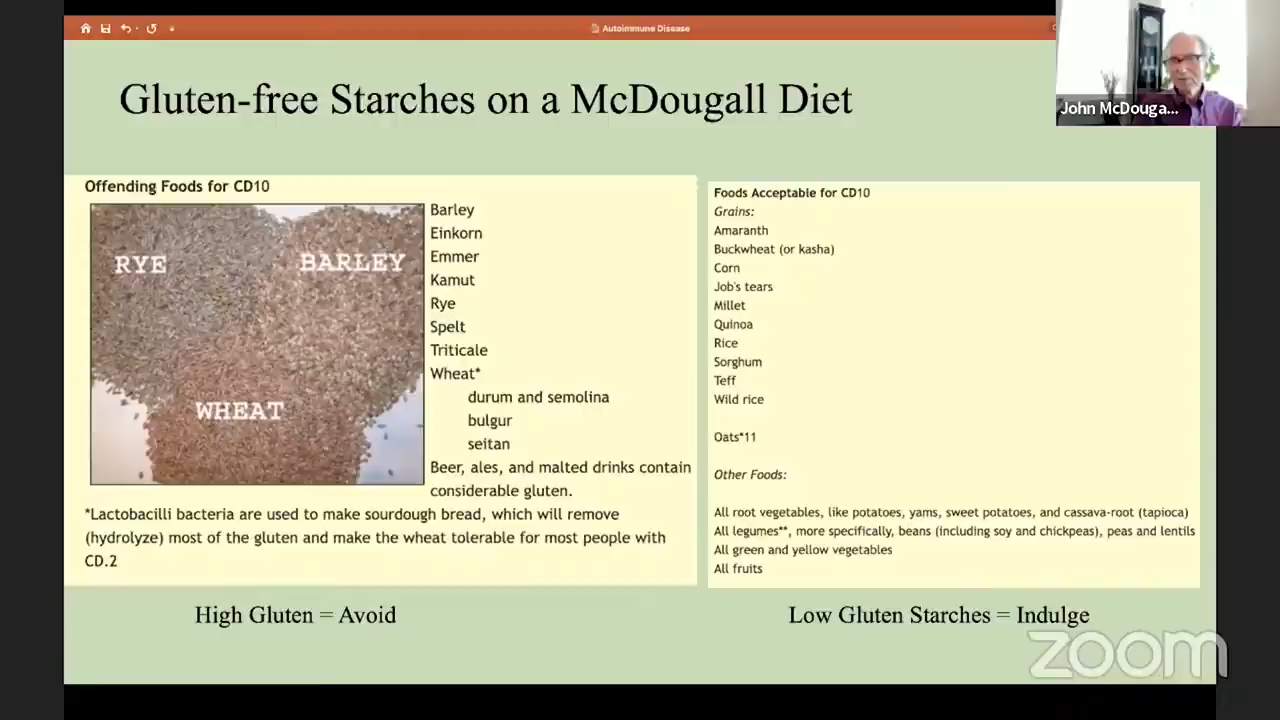 Autoimmune Disease
Gluten-free Starches on a McDougall Diet
John McDouga...
Offending Foods for CD10
RYE
BARLEY
WHEAT
Barley
Einkorn
Emmer
Kamut
Rye
Spelt
Triticale
Wheat*
durum and semolina
bulgur
seitan
Beer, ales, and malted drinks contain
considerable gluten.
*Lactobacilli bacteria are used to make sourdough bread, which will remove
(hydrolyze) most of the gluten and make the wheat tolerable for most people with
CD.2
High Gluten = Avoid
Foods Acceptable for CD10
Grains:
Amaranth
Buckwheat (or kasha)
Corn
Job's tears
Millet
Quinoa
Rice
Sorghum
Teff
Wild rice
Oats*11
Other Foods:
All root vegetables, like potatoes, yams, sweet potatoes, and cassava-root (tapioca)
All legumes**, more specifically, beans (including soy and chickpeas), peas and lentils
All green and yellow vegetables
All fruits
Low Gluten Starches = Indulge
zoom